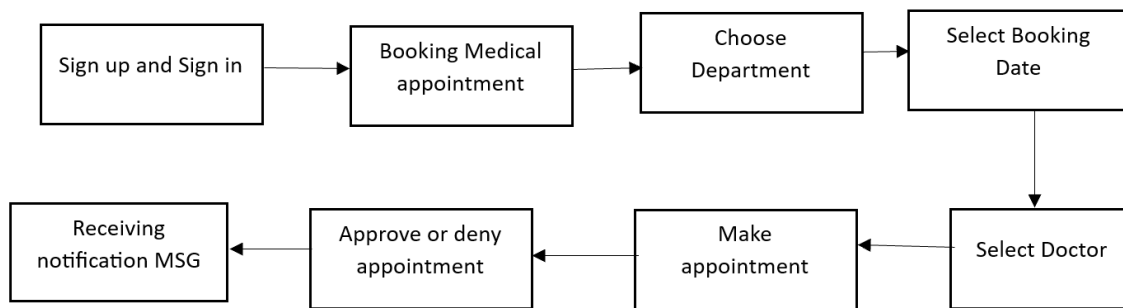 Sign up and Sign in
Booking Medical
appointment
Choose
Department
Select Booking
Date
Select Doctor
Make
appointment
Approve or deny
appointment
Receiving
notification MSG